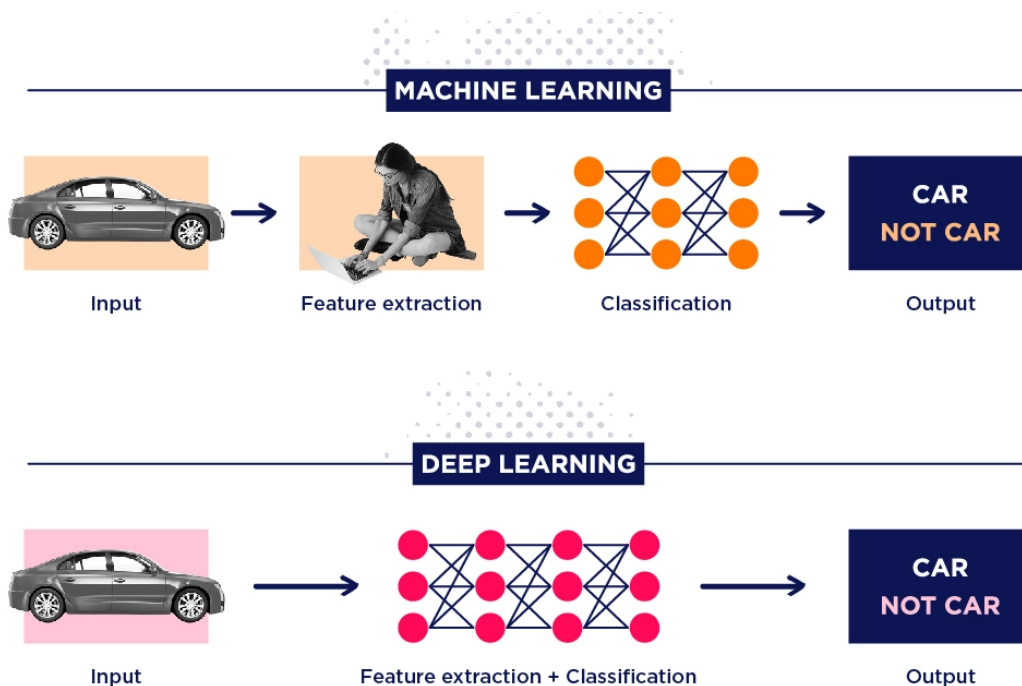 MACHINE LEARNING
CAR
NOT CAR
Input
Feature extraction
Classification
Output
DEEP LEARNING
CAR
NOT CAR
Input
Feature extraction + Classification
Output